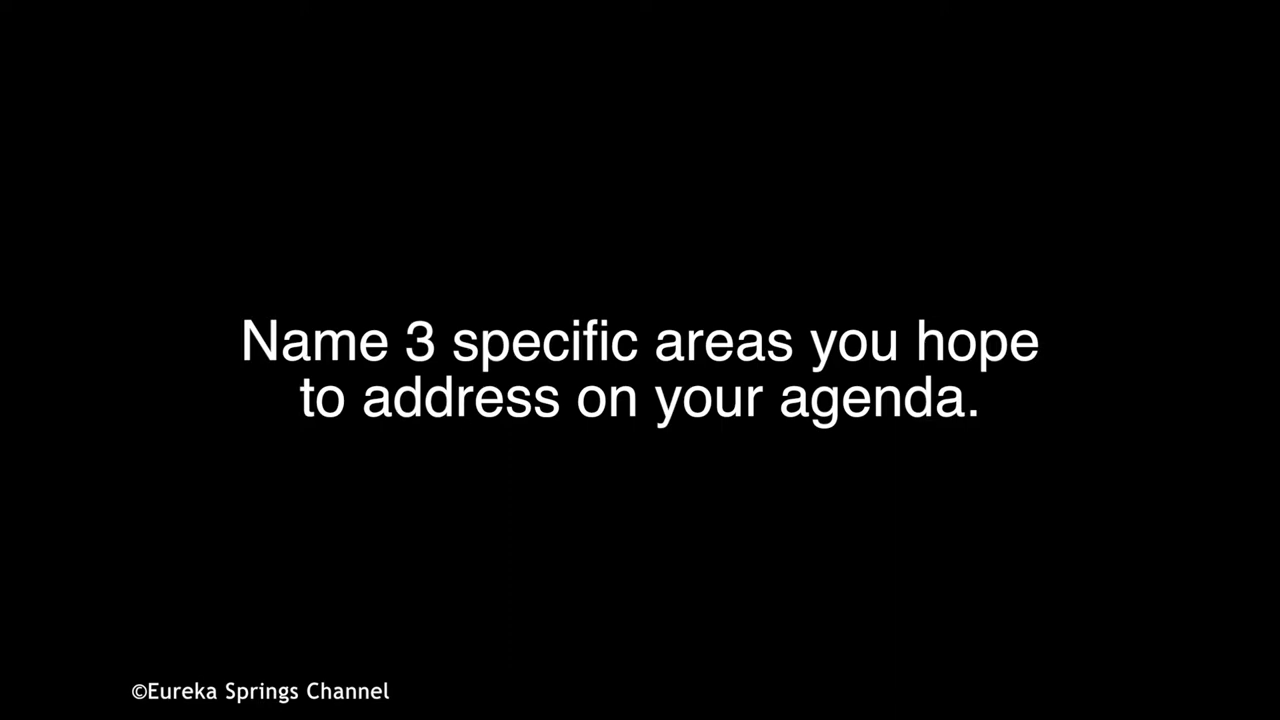 Name 3 specific areas you hope
to address on your agenda.
©Eureka Springs Channel